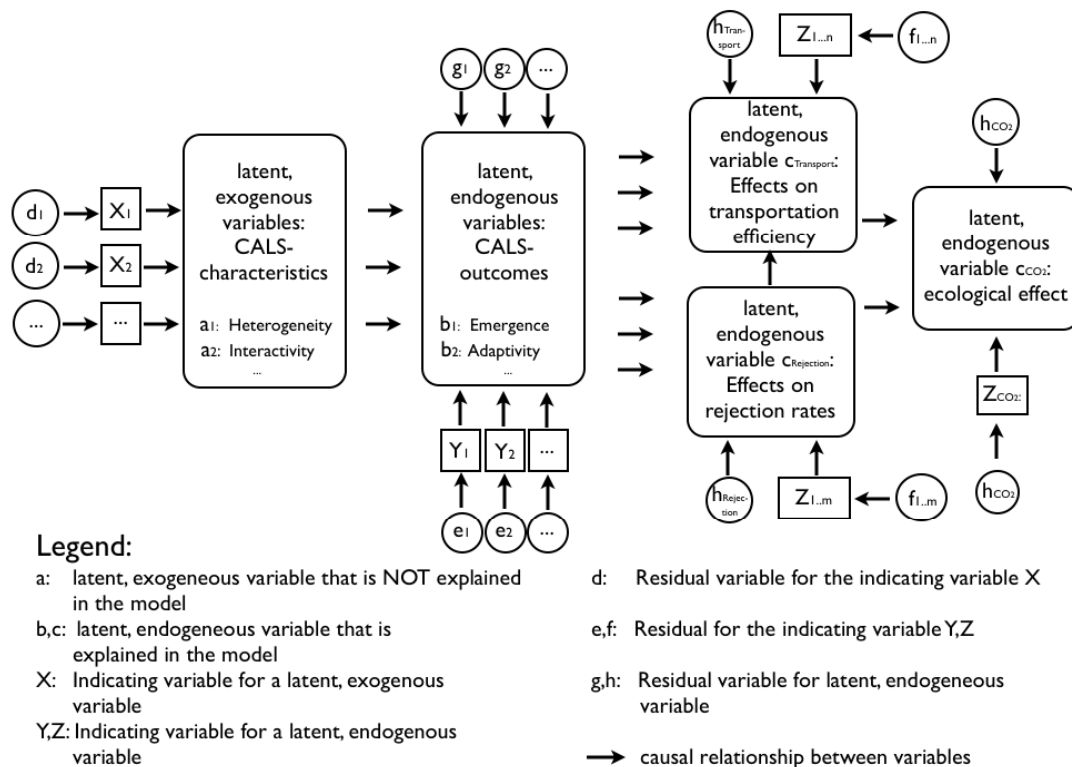 d1
X1
d2
X2
...
...
latent,
exogenous
variables:
CALS-
characteristics
a1: Heterogeneity
a2: Interactivity
...
g1
g2
...
latent,
endogenous
variables:
CALS-
outcomes
b1: Emergence
b2: Adaptivity
...
Y1
Y2
...
e1
e2
...
hTran-
sport
Z1...n
f1...n
latent,
endogenous
variable cTransport:
Effects on
transportation
efficiency
latent,
endogenous
variable cRejection:
Effects on
rejection rates
hRejec-
tion
Z1..m
f1...m
hCO2
latent,
endogenous
variable cCO2:
ecological effect
ZCO2:
hCO2
Legend:
a: latent, exogeneous variable that is NOT explained
in the model
b,c: latent, endogeneous variable that is
explained in the model
X: Indicating variable for a latent, exogenous
variable
Y,Z: Indicating variable for a latent, endogenous
variable
d: Residual variable for the indicating variable X
e,f: Residual for the indicating variable Y,Z
g,h: Residual variable for latent, endogeneous
variable
causal relationship between variables